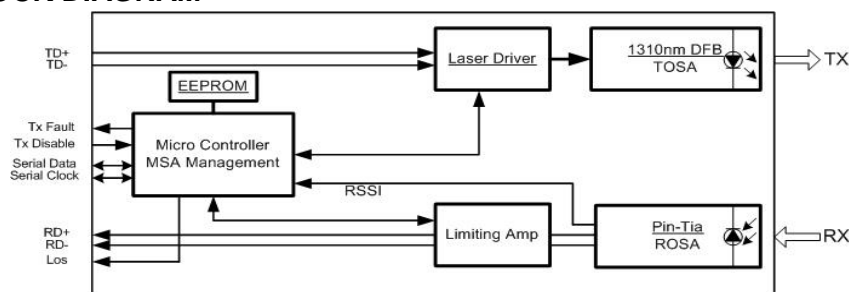 TD+
TD-
Laser Driver
1310nm DFB
TOSA
TX
EEPROM
Tx Fault
Tx Disable
Serial Data
Serial Clock
Micro Controller
MSA Management
RSSI
RD+
RD-
Los
Limiting Amp
Pin-Tia
ROSA
RX